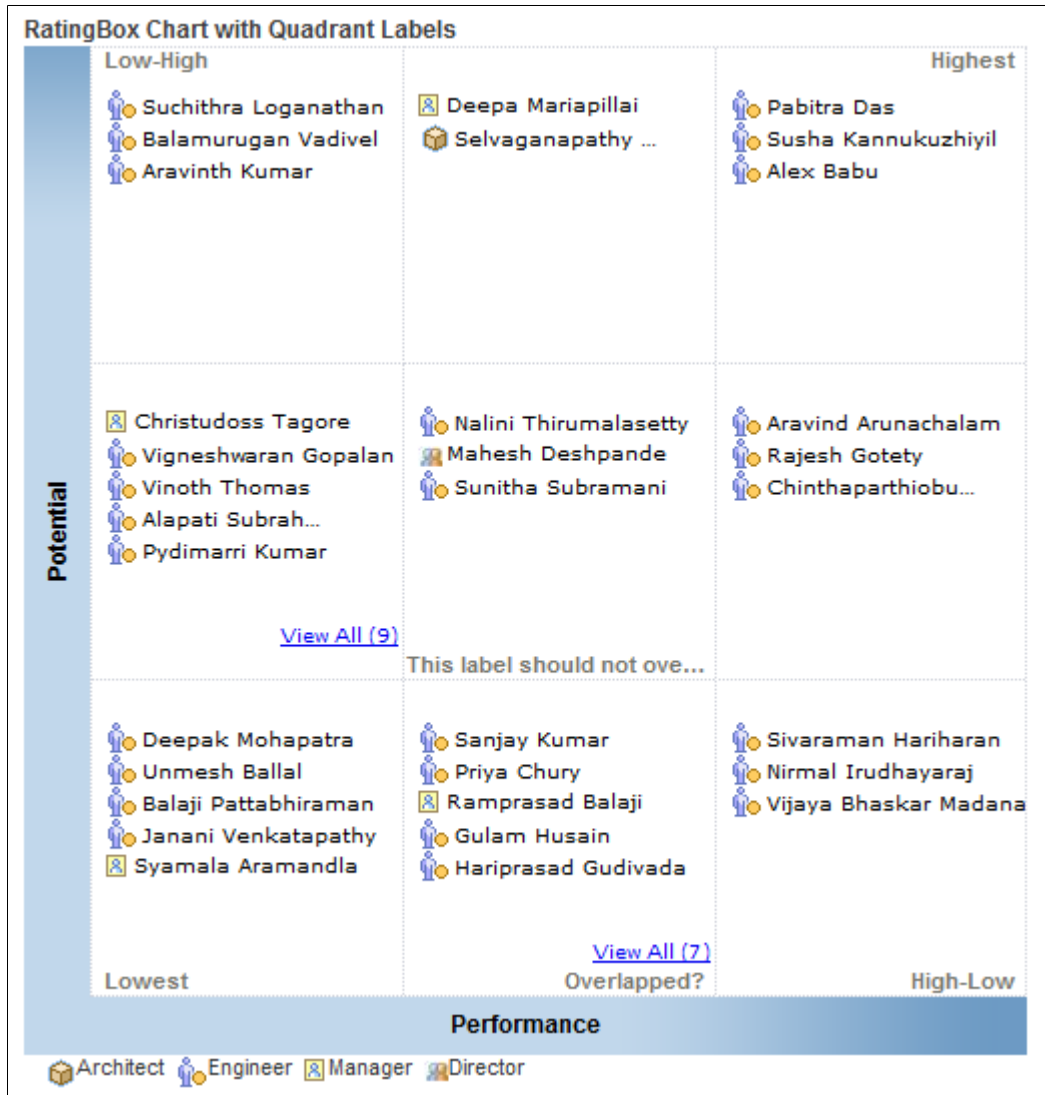 RatingBox Chart with Quadrant Labels
Low-High
Highest
Suchithra Loganathan
Balamurugan Vadivel
Aravinth Kumar
Deepa Mariapillai
Selvaganapathy ...
Pabitra Das
Susha Kannukuzhiyil
Alex Babu
Potential
Christudoss Tagore
Vigneshwaran Gopalan
Vinoth Thomas
Alapati Subrah...
Pydimarri Kumar
View All (9)
Nalini Thirumalasetty
Mahesh Deshpande
Sunitha Subramani
This label should not ove...
Aravind Arunachalam
Rajesh Gotety
Chinthaparthiobu...
Deepak Mohapatra
Unmesh Ballal
Balaji Pattabhiraman
Janani Venkatapathy
Syamala Aramandla
Lowest
Sanjay Kumar
Priya Chury
Ramprasad Balaji
Gulam Husain
Hariprasad Gudivada
View All (7)
Overlapped?
Sivaraman Hariharan
Nirmal Irudhayaraj
Vijaya Bhaskar Madana
High-Low
Performance
Architect Engineer Manager Director